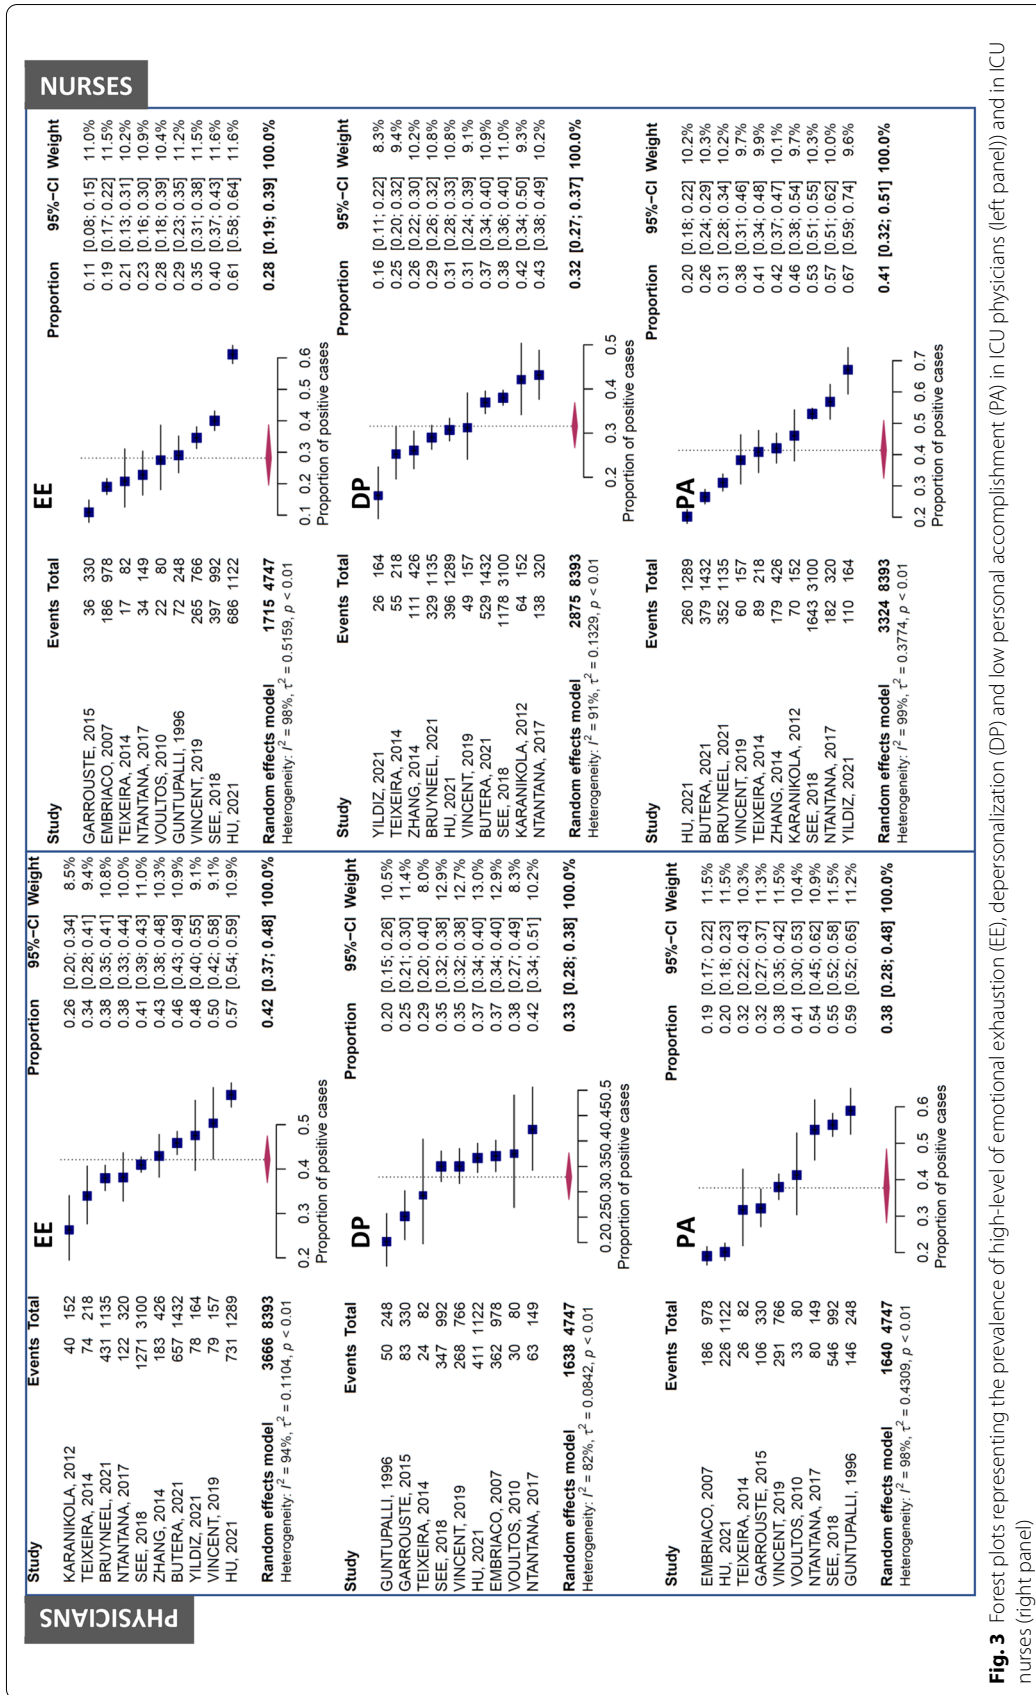 PHYSICIANS
EE
Study Events Total Proportion 95%−CI Weight
KARANIKOLA, 2012 40 152 0.26 [0.20; 0.34] 8.5%
TEIXEIRA, 2014 74 218 0.34 [0.28; 0.41] 9.4%
BRUYNEEL, 2021 431 1135 0.38 [0.35; 0.41] 10.8%
NTANTANA, 2017 122 320 0.38 [0.33; 0.44] 10.0%
SEE, 2018 1271 3100 0.41 [0.39; 0.43] 11.0%
ZHANG, 2014 183 426 0.43 [0.38; 0.48] 10.3%
BUTERA, 2021 657 1432 0.46 [0.43; 0.49] 10.9%
YILDIZ, 2021 78 164 0.48 [0.40; 0.55] 9.1%
VINCENT, 2019 79 157 0.50 [0.42; 0.58] 9.1%
HU, 2021 731 1289 0.57 [0.54; 0.59] 10.9%
Random effects model 3666 8393 0.42 [0.37; 0.48] 100.0%
Heterogeneity: I² = 94%, τ² = 0.1104, p < 0.01
0.2 0.3 0.4 0.5
Proportion of positive cases
DP
Study Events Total Proportion 95%−CI Weight
GUNTUPALLI, 1996 50 248 0.20 [0.15; 0.26] 10.5%
GARROUSTE, 2015 83 330 0.25 [0.21; 0.30] 11.4%
TEIXEIRA, 2014 24 82 0.29 [0.20; 0.40] 8.0%
SEE, 2018 347 992 0.35 [0.32; 0.38] 12.9%
VINCENT, 2019 268 766 0.35 [0.32; 0.38] 12.7%
HU, 2021 411 1122 0.37 [0.34; 0.40] 13.0%
EMBRIACO, 2007 362 978 0.37 [0.34; 0.40] 12.9%
VOULTOS, 2010 30 80 0.38 [0.27; 0.49] 8.3%
NTANTANA, 2017 63 149 0.42 [0.34; 0.51] 10.2%
Random effects model 1638 4747 0.33 [0.28; 0.38] 100.0%
Heterogeneity: I² = 82%, τ² = 0.0842, p < 0.01
0.20.250.30.350.40.450.5
Proportion of positive cases
PA
Study Events Total Proportion 95%−CI Weight
EMBRIACO, 2007 186 978 0.19 [0.17; 0.22] 11.5%
HU, 2021 226 1122 0.20 [0.18; 0.23] 11.5%
TEIXEIRA, 2014 26 82 0.32 [0.22; 0.43] 10.3%
GARROUSTE, 2015 106 330 0.32 [0.27; 0.37] 11.3%
VINCENT, 2019 291 766 0.38 [0.35; 0.42] 11.5%
VOULTOS, 2010 33 80 0.41 [0.30; 0.53] 10.4%
NTANTANA, 2017 80 149 0.54 [0.45; 0.62] 10.9%
SEE, 2018 546 992 0.55 [0.52; 0.58] 11.5%
GUNTUPALLI, 1996 146 248 0.59 [0.52; 0.65] 11.2%
Random effects model 1640 4747 0.38 [0.28; 0.48] 100.0%
Heterogeneity: I² = 98%, τ² = 0.4309, p < 0.01
0.2 0.3 0.4 0.5 0.6
Proportion of positive cases
NURSES
EE
Study Events Total Proportion 95%−CI Weight
GARROUSTE, 2015 36 330 0.11 [0.08; 0.15] 11.0%
EMBRIACO, 2007 186 978 0.19 [0.17; 0.22] 11.5%
TEIXEIRA, 2014 17 82 0.21 [0.13; 0.31] 10.2%
NTANTANA, 2017 34 149 0.23 [0.16; 0.30] 10.9%
VOULTOS, 2010 22 80 0.28 [0.18; 0.39] 10.4%
GUNTUPALLI, 1996 72 248 0.29 [0.23; 0.35] 11.2%
VINCENT, 2019 265 766 0.35 [0.31; 0.38] 11.5%
SEE, 2018 397 992 0.40 [0.37; 0.43] 11.6%
HU, 2021 686 1122 0.61 [0.58; 0.64] 11.6%
Random effects model 1715 4747 0.28 [0.19; 0.39] 100.0%
Heterogeneity: I² = 98%, τ² = 0.5159, p < 0.01
0.1 0.2 0.3 0.4 0.5 0.6
Proportion of positive cases
DP
Study Events Total Proportion 95%−CI Weight
YILDIZ, 2021 26 164 0.16 [0.11; 0.22] 8.3%
TEIXEIRA, 2014 55 218 0.25 [0.20; 0.32] 9.4%
ZHANG, 2014 111 426 0.26 [0.22; 0.30] 10.2%
BRUYNEEL, 2021 329 1135 0.29 [0.26; 0.32] 10.8%
HU, 2021 396 1289 0.31 [0.28; 0.33] 10.8%
VINCENT, 2019 49 157 0.31 [0.24; 0.39] 9.1%
BUTERA, 2021 529 1432 0.37 [0.34; 0.40] 10.9%
SEE, 2018 1178 3100 0.38 [0.36; 0.40] 11.0%
KARANIKOLA, 2012 64 152 0.42 [0.34; 0.50] 9.3%
NTANTANA, 2017 138 320 0.43 [0.38; 0.49] 10.2%
Random effects model 2875 8393 0.32 [0.27; 0.37] 100.0%
Heterogeneity: I² = 91%, τ² = 0.1329, p < 0.01
0.2 0.3 0.4 0.5
Proportion of positive cases
PA
Study Events Total Proportion 95%−CI Weight
HU, 2021 260 1289 0.20 [0.18; 0.22] 10.2%
BUTERA, 2021 379 1432 0.26 [0.24; 0.29] 10.3%
BRUYNEEL, 2021 352 1135 0.31 [0.28; 0.34] 10.2%
VINCENT, 2019 60 157 0.38 [0.31; 0.46] 9.7%
TEIXEIRA, 2014 89 218 0.41 [0.34; 0.48] 9.9%
ZHANG, 2014 179 426 0.42 [0.37; 0.47] 10.1%
KARANIKOLA, 2012 70 152 0.46 [0.38; 0.54] 9.7%
SEE, 2018 1643 3100 0.53 [0.51; 0.55] 10.3%
NTANTANA, 2017 182 320 0.57 [0.51; 0.62] 10.0%
YILDIZ, 2021 110 164 0.67 [0.59; 0.74] 9.6%
Random effects model 3324 8393 0.41 [0.32; 0.51] 100.0%
Heterogeneity: I² = 99%, τ² = 0.3774, p < 0.01
0.2 0.3 0.4 0.5 0.6 0.7
Proportion of positive cases
Fig. 3 Forest plots representing the prevalence of high-level of emotional exhaustion (EE), depersonalization (DP) and low personal accomplishment (PA) in ICU physicians (left panel)) and in ICU
nurses (right panel)